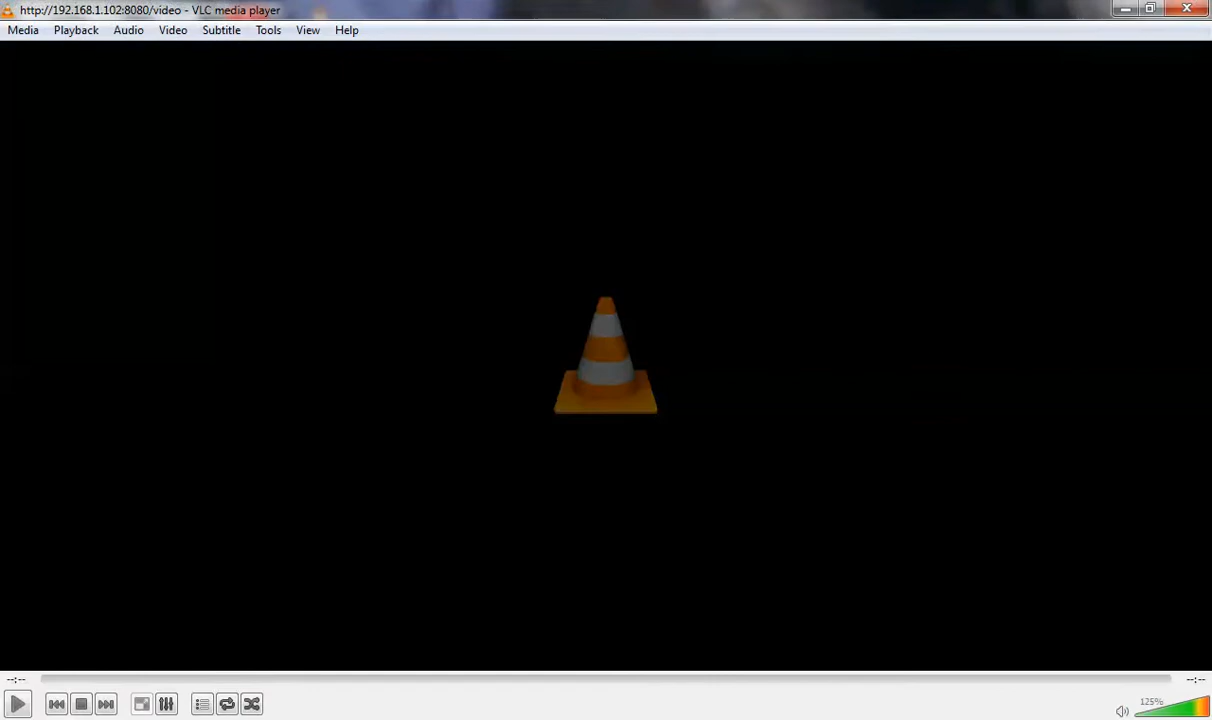 http://192.168.1.102:8080/video - VLC media player
Media Playback Audio Video Subtitle Tools View Help
--:-- --:--
125%